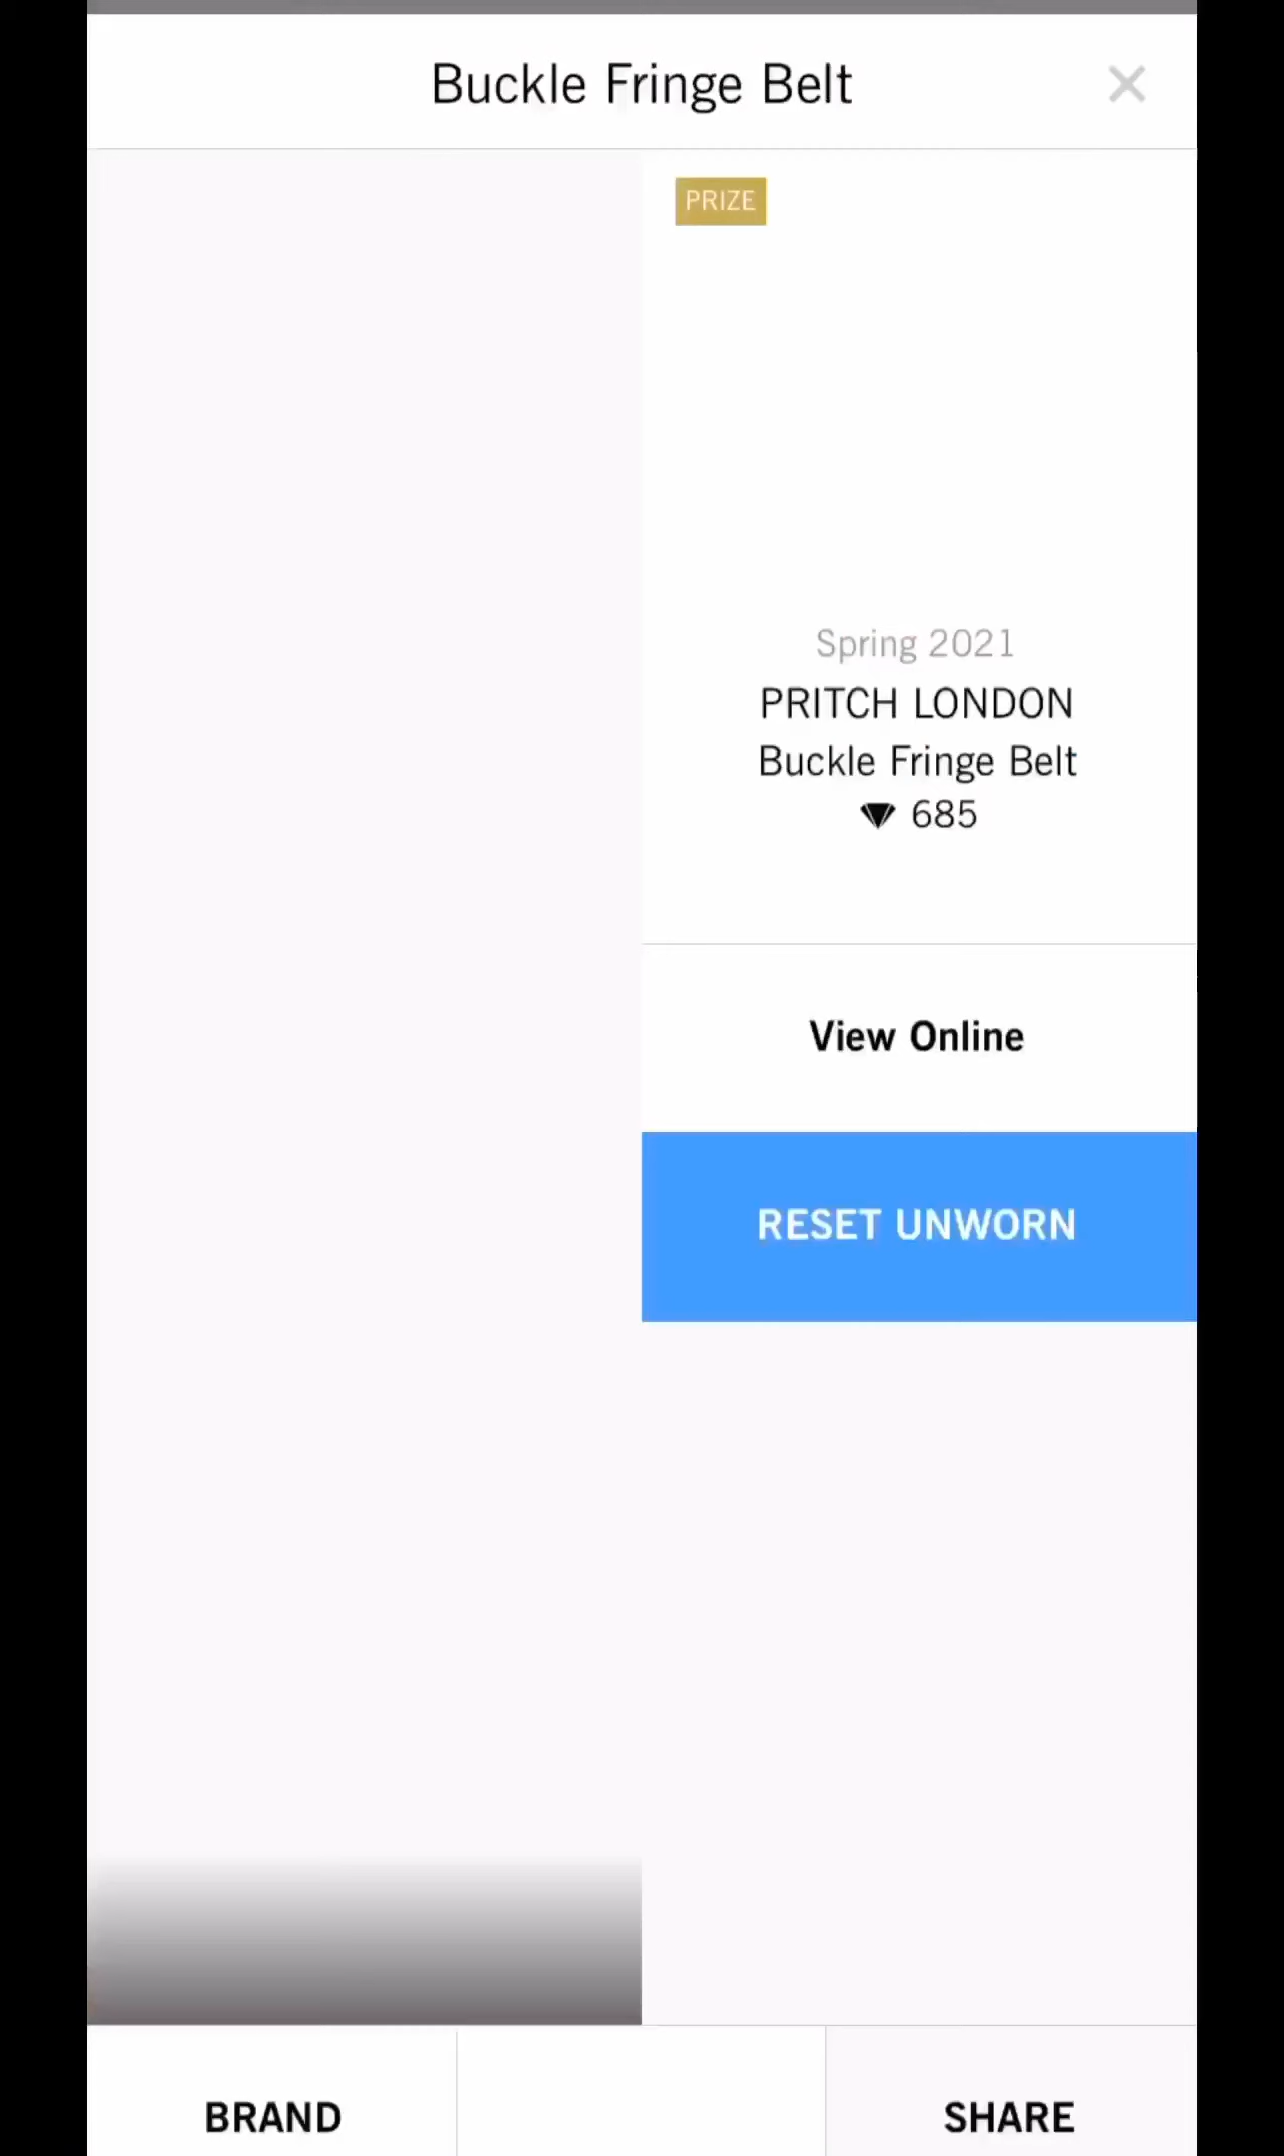 Buckle Fringe Belt
PRIZE
Spring 2021
PRITCH LONDON
Buckle Fringe Belt
685
View Online
RESET UNWORN
BRAND
SHARE